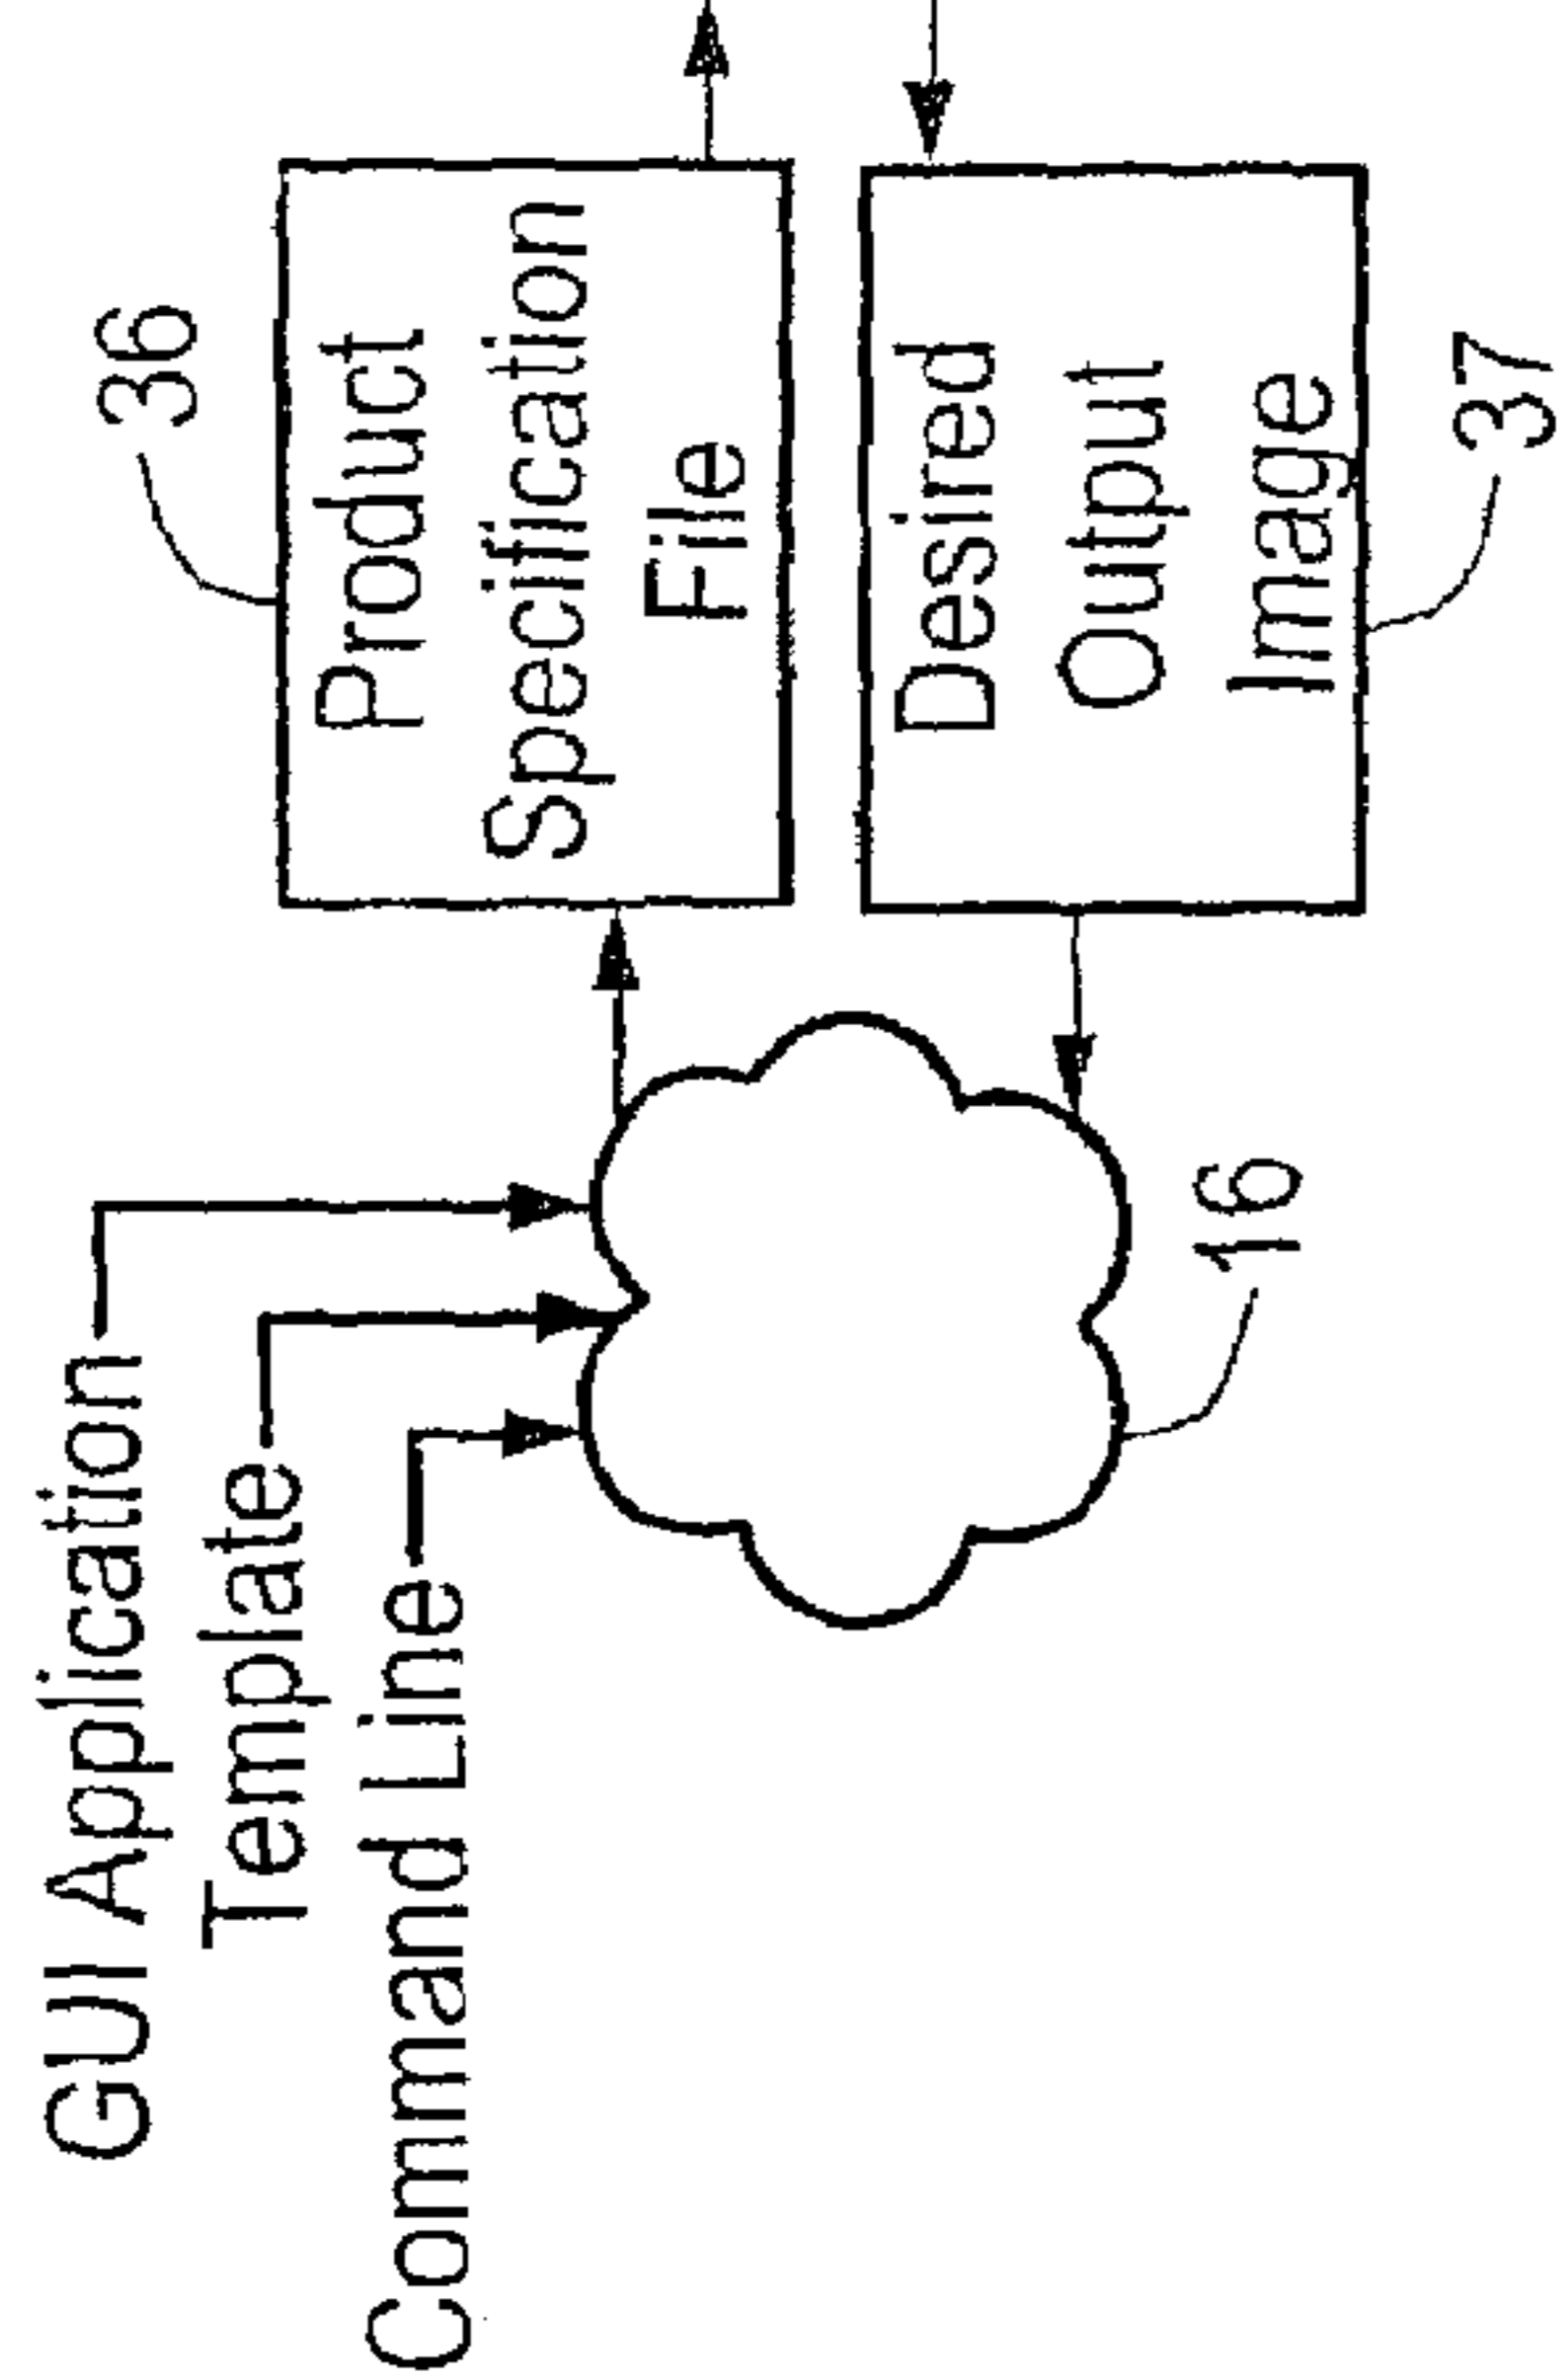 GUI Application
Template
Command Line
16
36
Product
Specification
File
Desired
Output
Image
37